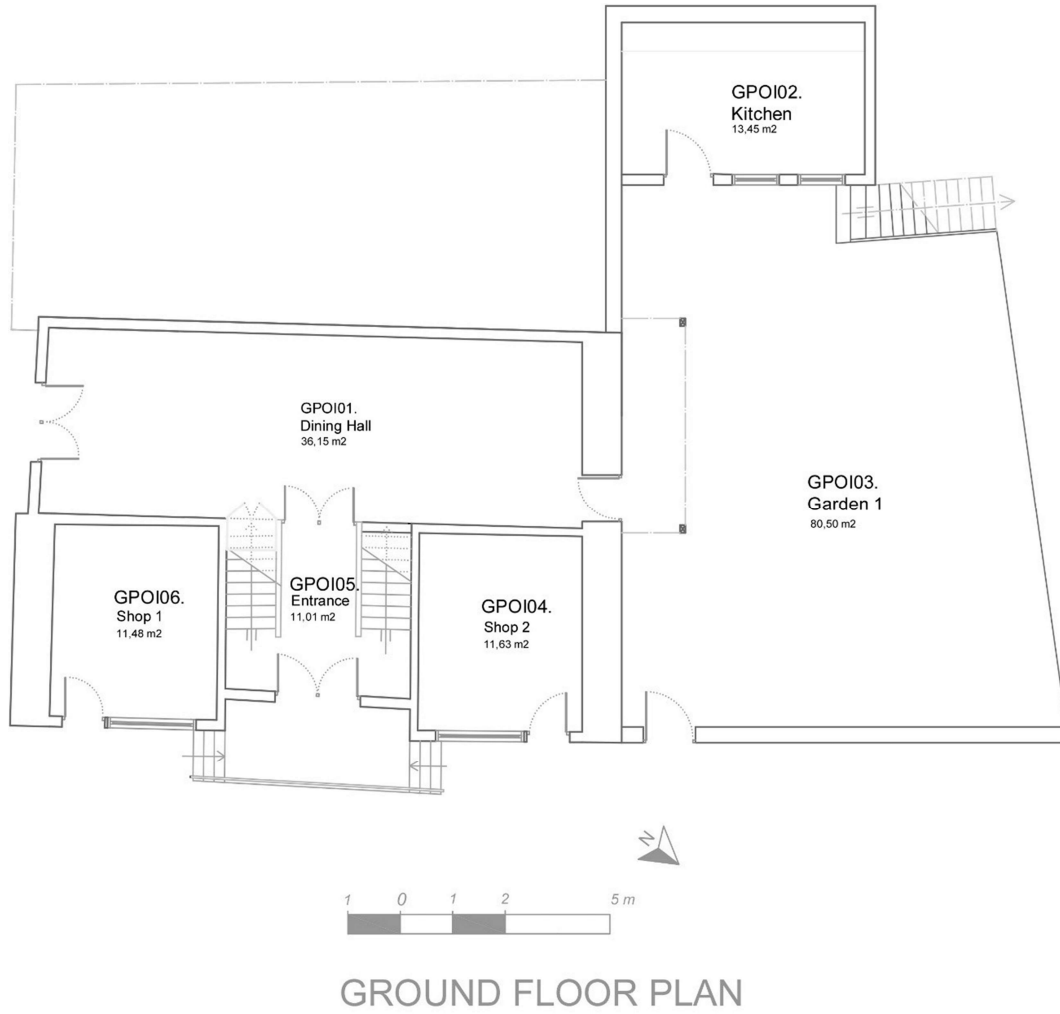 GPOI02.
Kitchen
13,45 m2
GPOI01.
Dining Hall
36,15 m2
GPOI03.
Garden 1
80,50 m2
GPOI06.
Shop 1
11,48 m2
GPOI05.
Entrance
11,01 m2
GPOI04.
Shop 2
11,63 m2
N
1 0 1 2 5 m
GROUND FLOOR PLAN